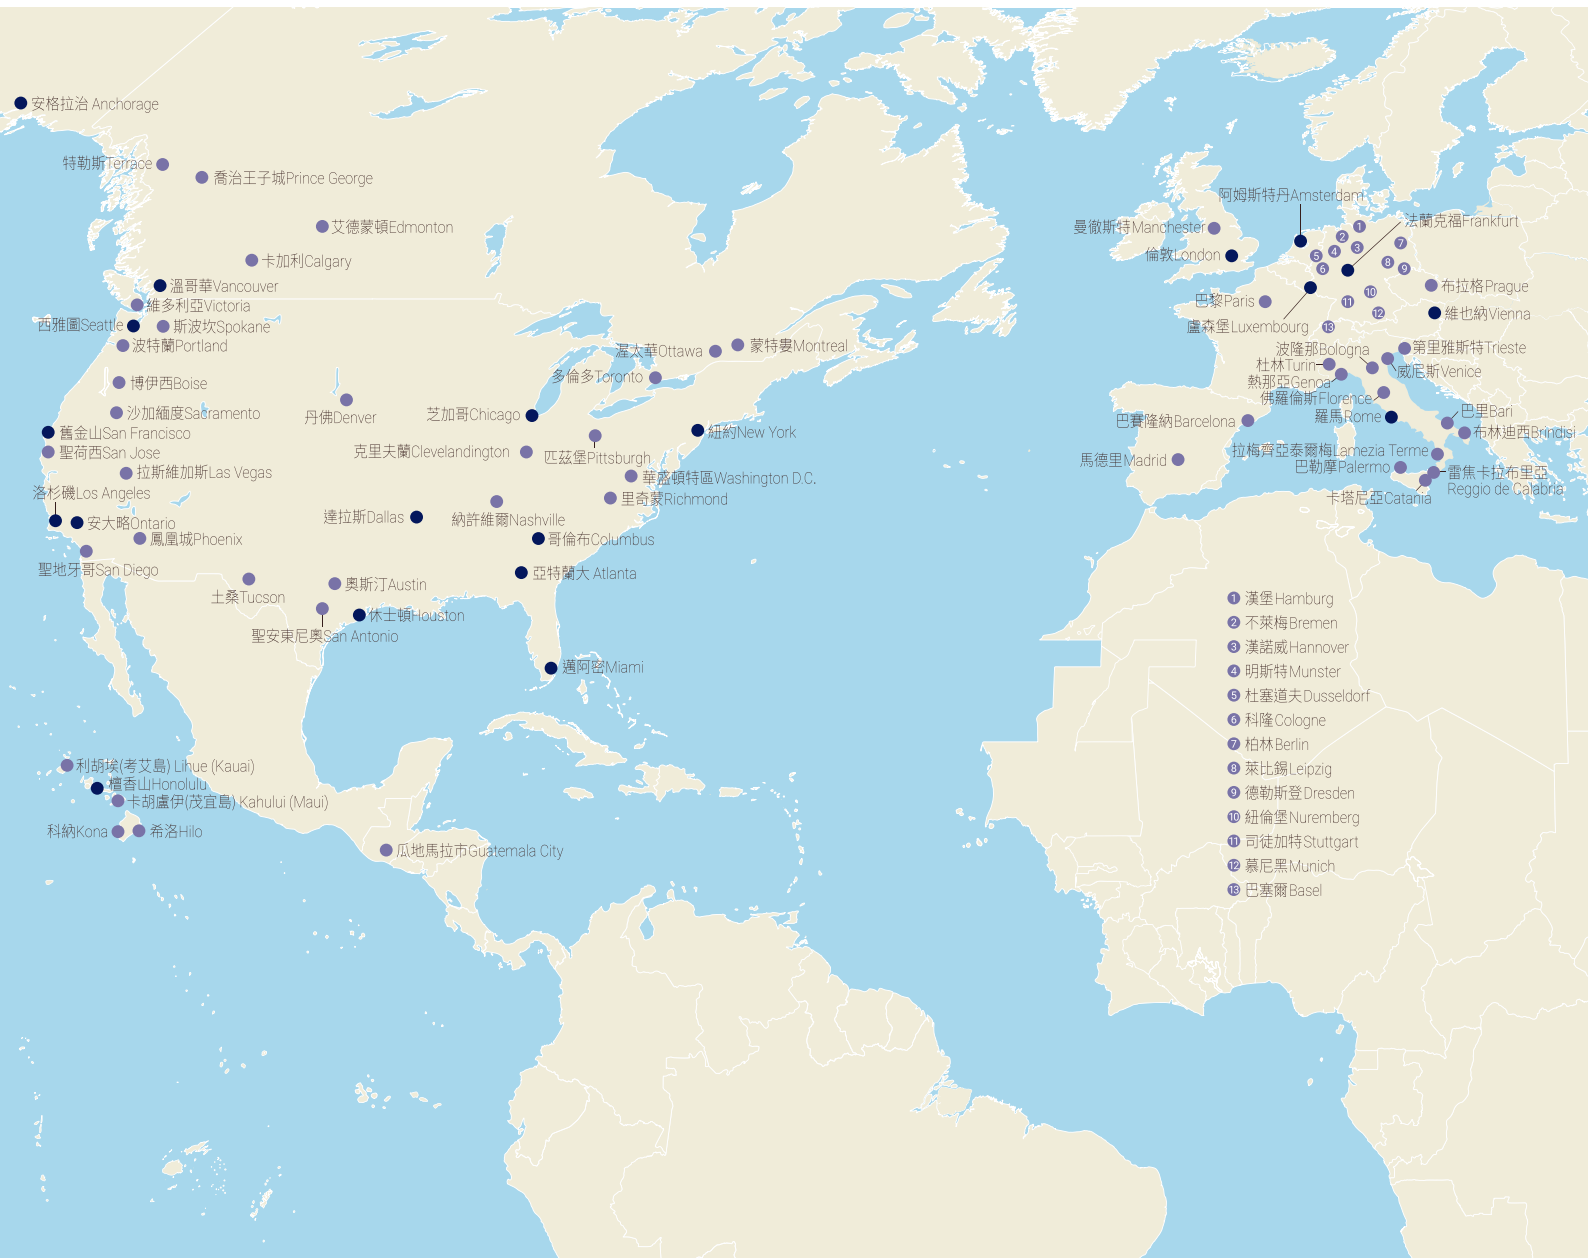 安格拉治 Anchorage
特勒斯Terrace
喬治王子城Prince George
艾德蒙頓Edmonton
卡加利Calgary
溫哥華Vancouver
維多利亞Victoria
西雅圖Seattle
斯波坎Spokane
波特蘭Portland
博伊西Boise
沙加緬度Sacramento
舊金山San Francisco
聖荷西San Jose
拉斯維加斯Las Vegas
洛杉磯Los Angeles
安大略Ontario
鳳凰城Phoenix
聖地牙哥San Diego
土桑Tucson
丹佛Denver
達拉斯Dallas
奧斯汀Austin
休士頓Houston
聖安東尼奧San Antonio
渥太華Ottawa
蒙特婁Montreal
多倫多Toronto
芝加哥Chicago
紐約New York
克里夫蘭Clevelandington
匹茲堡Pittsburgh
華盛頓特區Washington D.C.
里奇蒙Richmond
納許維爾Nashville
哥倫布Columbus
亞特蘭大 Atlanta
邁阿密Miami
利胡埃(考艾島) Lihue (Kauai)
檀香山Honolulu
卡胡盧伊(茂宜島) Kahului (Maui)
科納Kona
希洛Hilo
瓜地馬拉市Guatemala City
阿姆斯特丹Amsterdam
曼徹斯特Manchester
法蘭克福Frankfurt
倫敦London
1
2
3
4
5
6
7
8
9
10
11
12
13
布拉格Prague
巴黎Paris
維也納Vienna
盧森堡Luxembourg
波隆那Bologna
第里雅斯特Trieste
杜林Turin
威尼斯Venice
熱那亞Genoa
佛羅倫斯Florence
羅馬Rome
巴里Bari
巴賽隆納Barcelona
布林迪西Brindisi
馬德里Madrid
拉梅齊亞泰爾梅Lamezia Terme
巴勒摩Palermo
雷焦卡拉布里亞
Reggio de Calabria
卡塔尼亞Catania
1 漢堡Hamburg
2 不萊梅Bremen
3 漢諾威Hannover
4 明斯特Munster
5 杜塞道夫Dusseldorf
6 科隆Cologne
7 柏林Berlin
8 萊比錫Leipzig
9 德勒斯登Dresden
10 紐倫堡Nuremberg
11 司徒加特Stuttgart
12 慕尼黑Munich
13 巴塞爾Basel